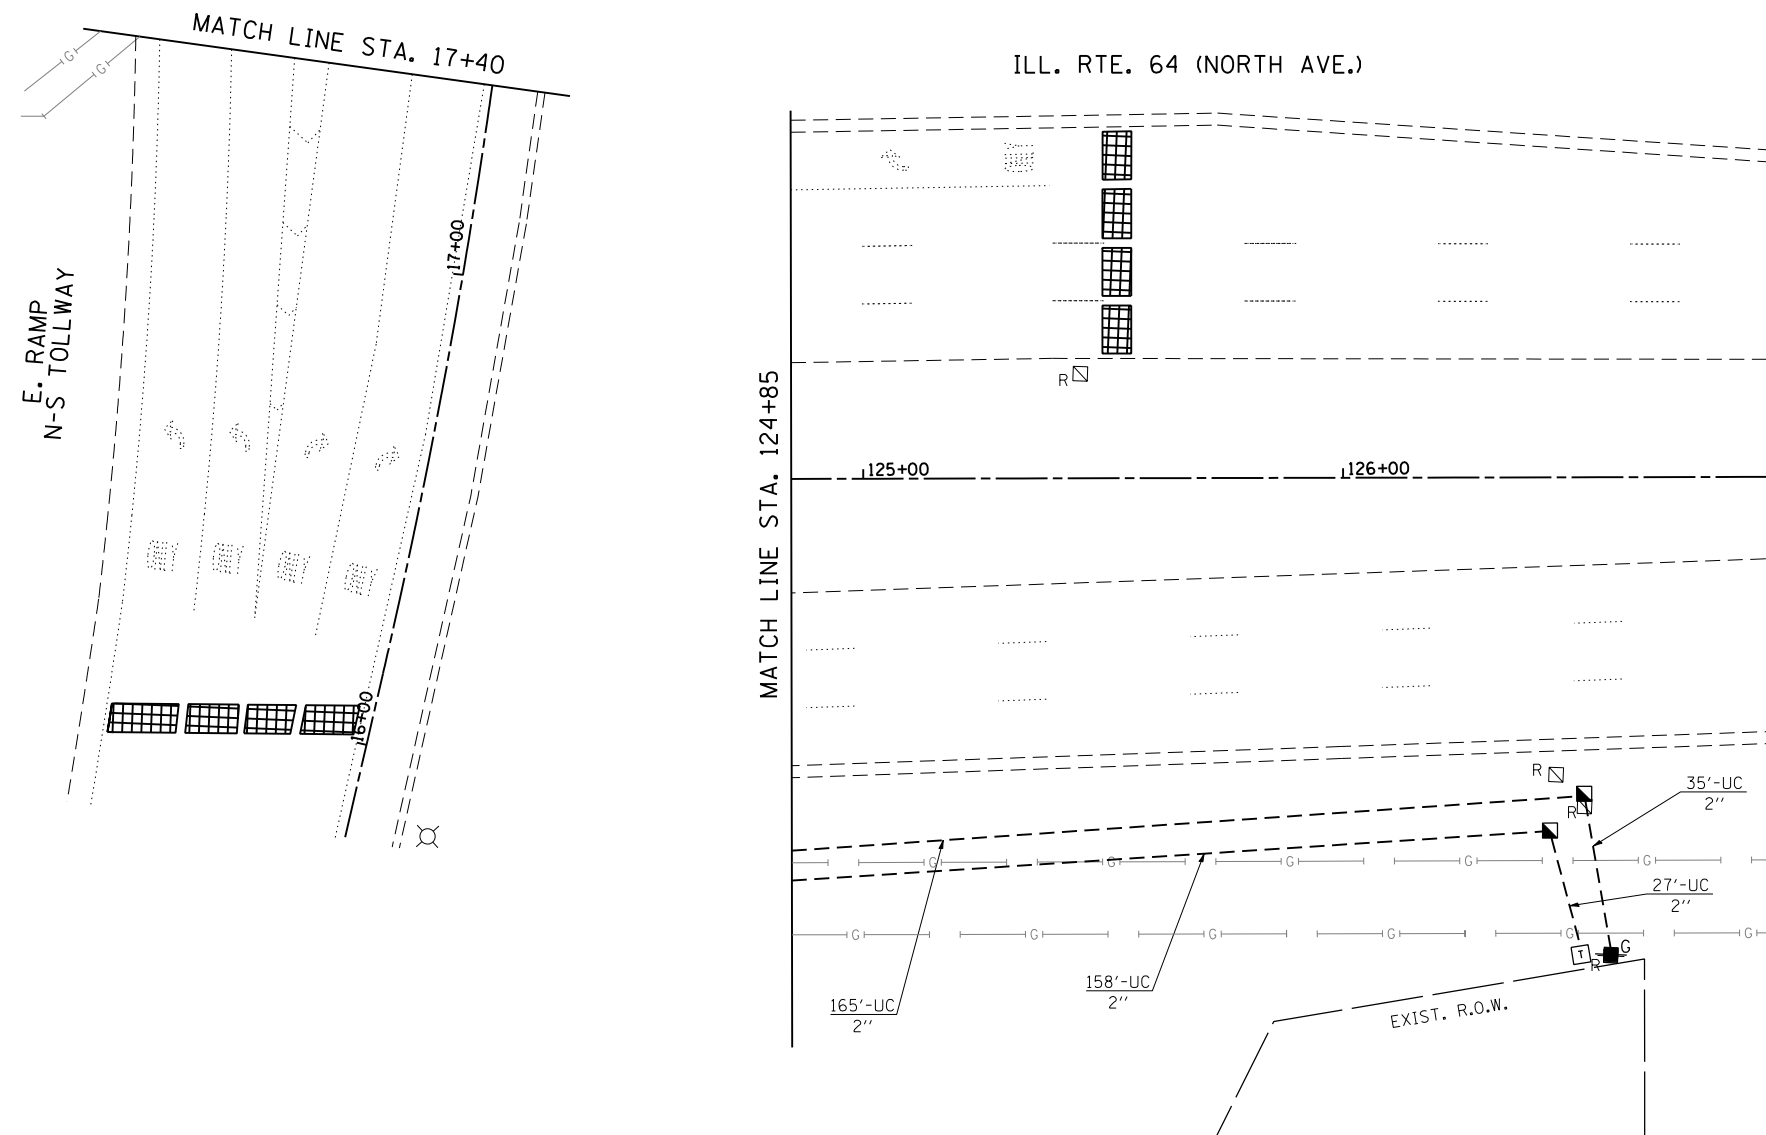 MATCH LINE STA. 17+40
G
G
17+00
E. RAMP
N-S TOLLWAY
16+00
ILL. RTE. 64 (NORTH AVE.)
R
MATCH LINE STA. 124+85
125+00
126+00
R
R
35'-UC
2''
G
G
G
G
G
27'-UC
2''
G
G
G
G
G
G
T
R
G
158'-UC
2''
165'-UC
2''
EXIST. R.O.W.